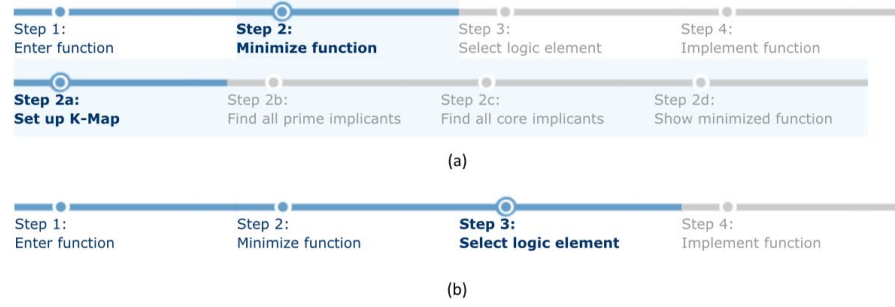 Step 1: Step 2: Step 3: Step 4:
Enter function Minimize function Select logic element Implement function
Step 2a: Step 2b: Step 2c: Step 2d:
Set up K-Map Find all prime implicants Find all core implicants Show minimized function
(a)
Step 1: Step 2: Step 3: Step 4:
Enter function Minimize function Select logic element Implement function
(b)